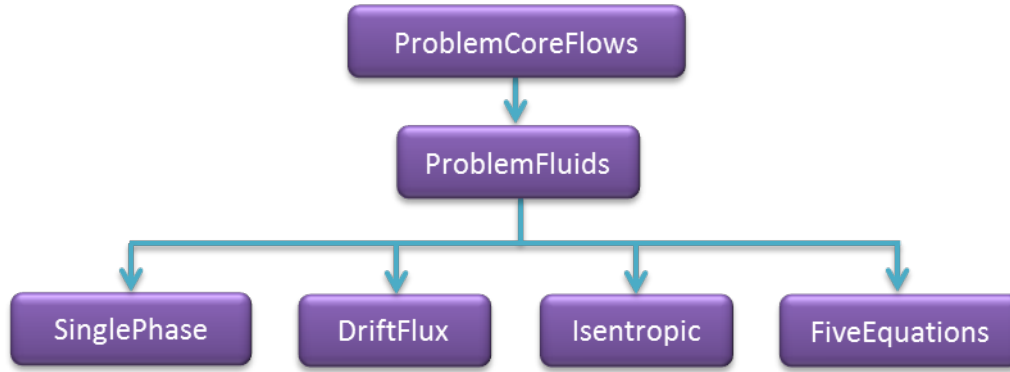 ProblemCoreFlows
ProblemFluids
SinglePhase
DriftFlux
Isentropic
FiveEquations